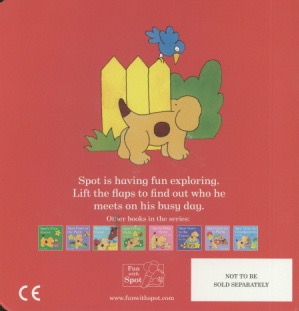 Spot is having fun exploring.
Lift the flaps to find out who he
meets on his busy day.
Other books in the series:
Fun
with
Spot
www.funwithspot.com
NOT TO BE
SOLD SEPARATELY
CE